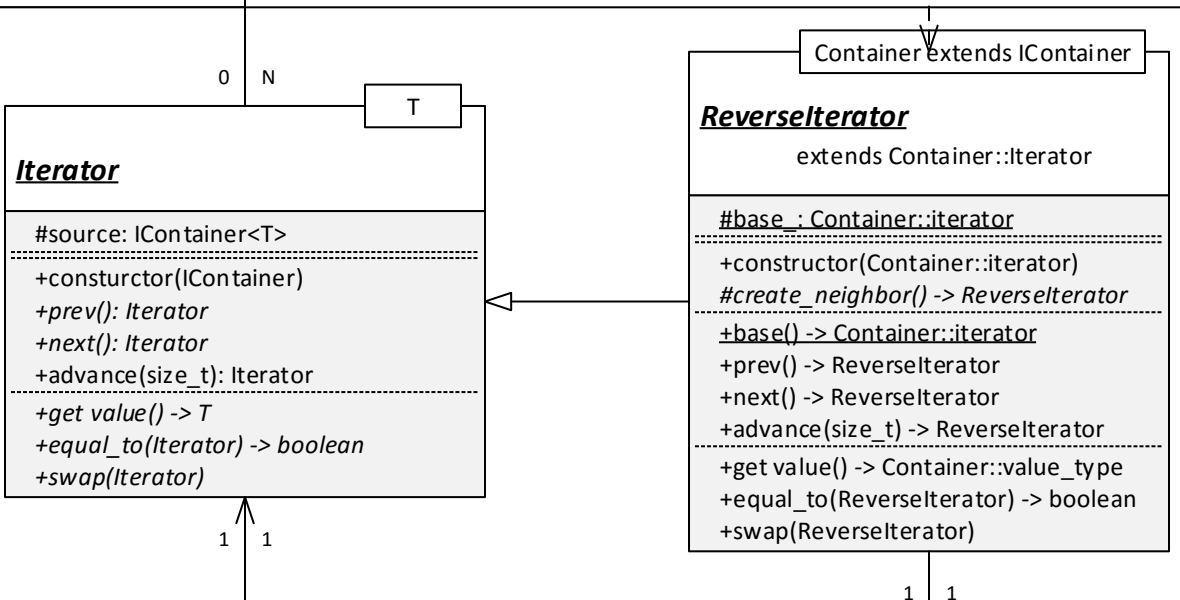 0 N
T
Iterator
#source: IContainer<T>
+consturctor(IContainer)
+prev(): Iterator
+next(): Iterator
+advance(size_t): Iterator
+get value() -> T
+equal_to(Iterator) -> boolean
+swap(Iterator)
1 1
Container extends IContainer
ReverseIterator
extends Container::Iterator
#base_: Container::iterator
+constructor(Container::iterator)
#create_neighbor() -> ReverseIterator
+base() -> Container::iterator
+prev() -> ReverseIterator
+next() -> ReverseIterator
+advance(size_t) -> ReverseIterator
+get value() -> Container::value_type
+equal_to(ReverseIterator) -> boolean
+swap(ReverseIterator)
1 1